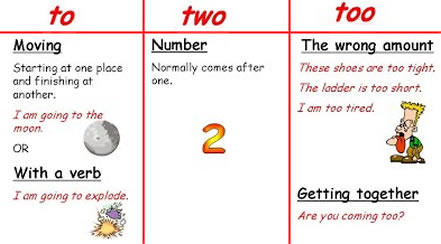 to
two
too
Moving
Starting at one place
and finishing at
another.
I am going to the
moon.
OR
With a verb
I am going to explode.
Number
Normally comes after
one.
2
The wrong amount
These shoes are too tight.
The ladder is too short.
I am too tired.
Getting together
Are you coming too?